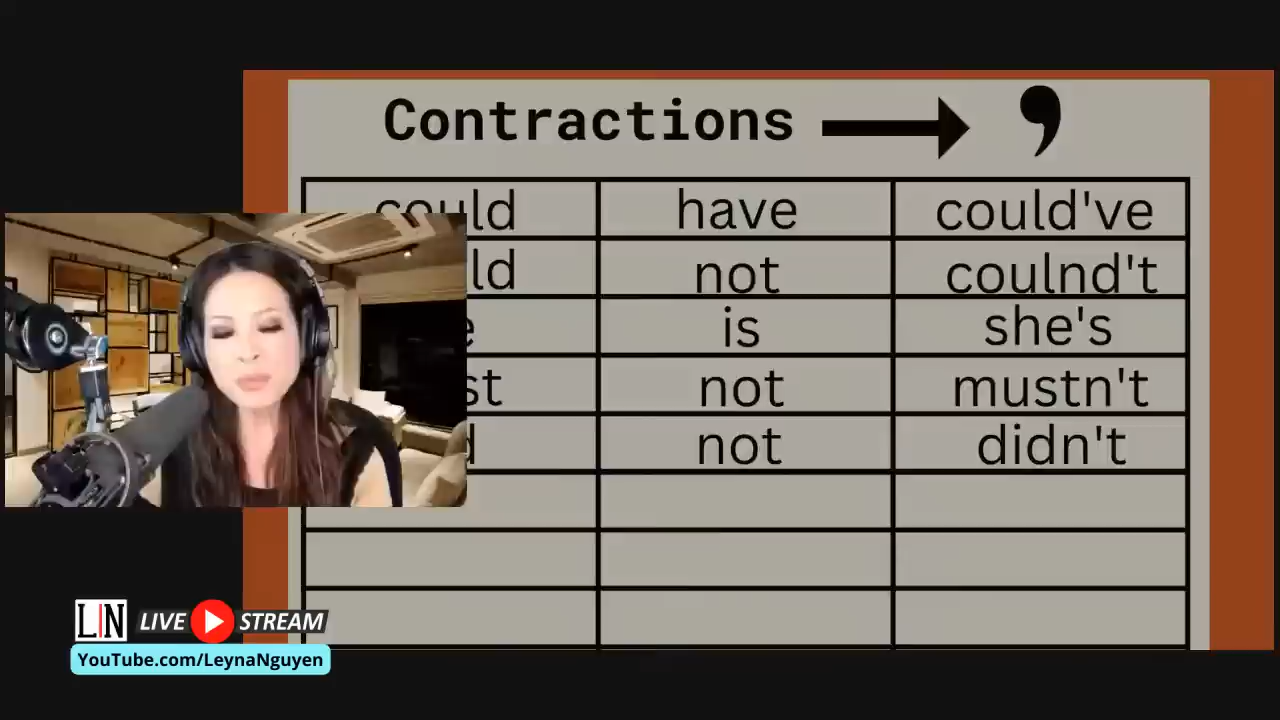 Contractions → ,
could have could've
ld not coulnd't
e is she's
st not mustn't
d not didn't
LIN LIVE STREAM
YouTube.com/LeynaNguyen